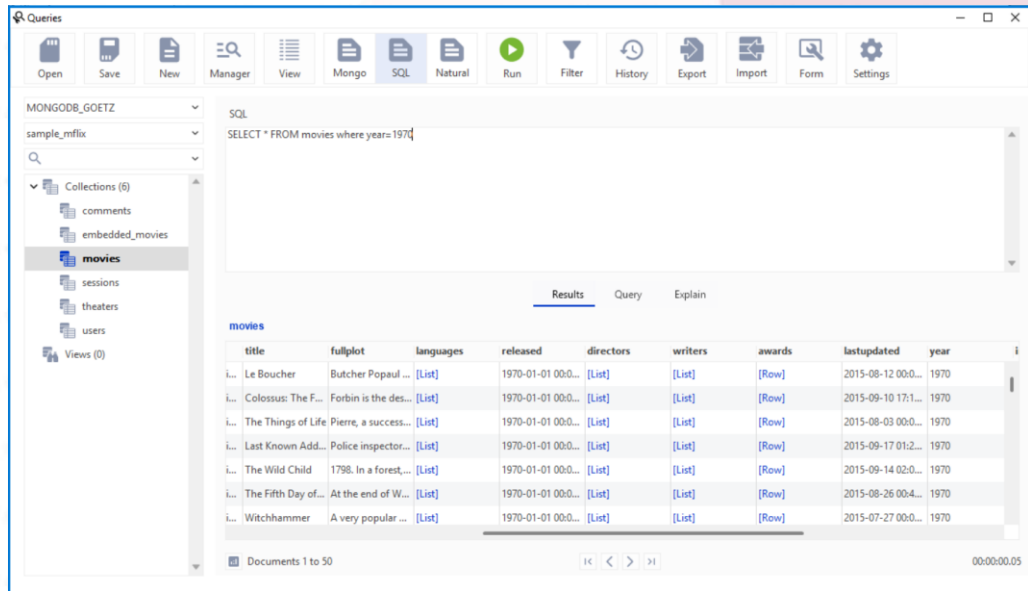 Queries
Open Save New Manager View Mongo SQL Natural Run Filter History Export Import Form Settings
MONGODB_GOETZ
sample_mflix
Collections (6)
comments
embedded_movies
movies
sessions
theaters
users
Views (0)
SQL
SELECT * FROM movies where year=1970
Results Query Explain
movies
title fullplot languages released directors writers awards lastupdated year i
i... Le Boucher Butcher Popaul ... [List] 1970-01-01 00:0... [List] [List] [Row] 2015-08-12 00:0... 1970
i... Colossus: The F... Forbin is the des... [List] 1970-01-01 00:0... [List] [List] [Row] 2015-09-10 17:1... 1970
i... The Things of Life Pierre, a success... [List] 1970-01-01 00:0... [List] [List] [Row] 2015-08-03 00:0... 1970
i... Last Known Add... Police inspector... [List] 1970-01-01 00:0... [List] [List] [Row] 2015-09-17 01:2... 1970
i... The Wild Child 1798. In a forest,... [List] 1970-01-01 00:0... [List] [List] [Row] 2015-09-14 02:0... 1970
i... The Fifth Day of... At the end of W... [List] 1970-01-01 00:0... [List] [List] [Row] 2015-08-26 00:4... 1970
i... Witchhammer A very popular ... [List] 1970-01-01 00:0... [List] [List] [Row] 2015-07-27 00:0... 1970
Documents 1 to 50 00:00:00.05